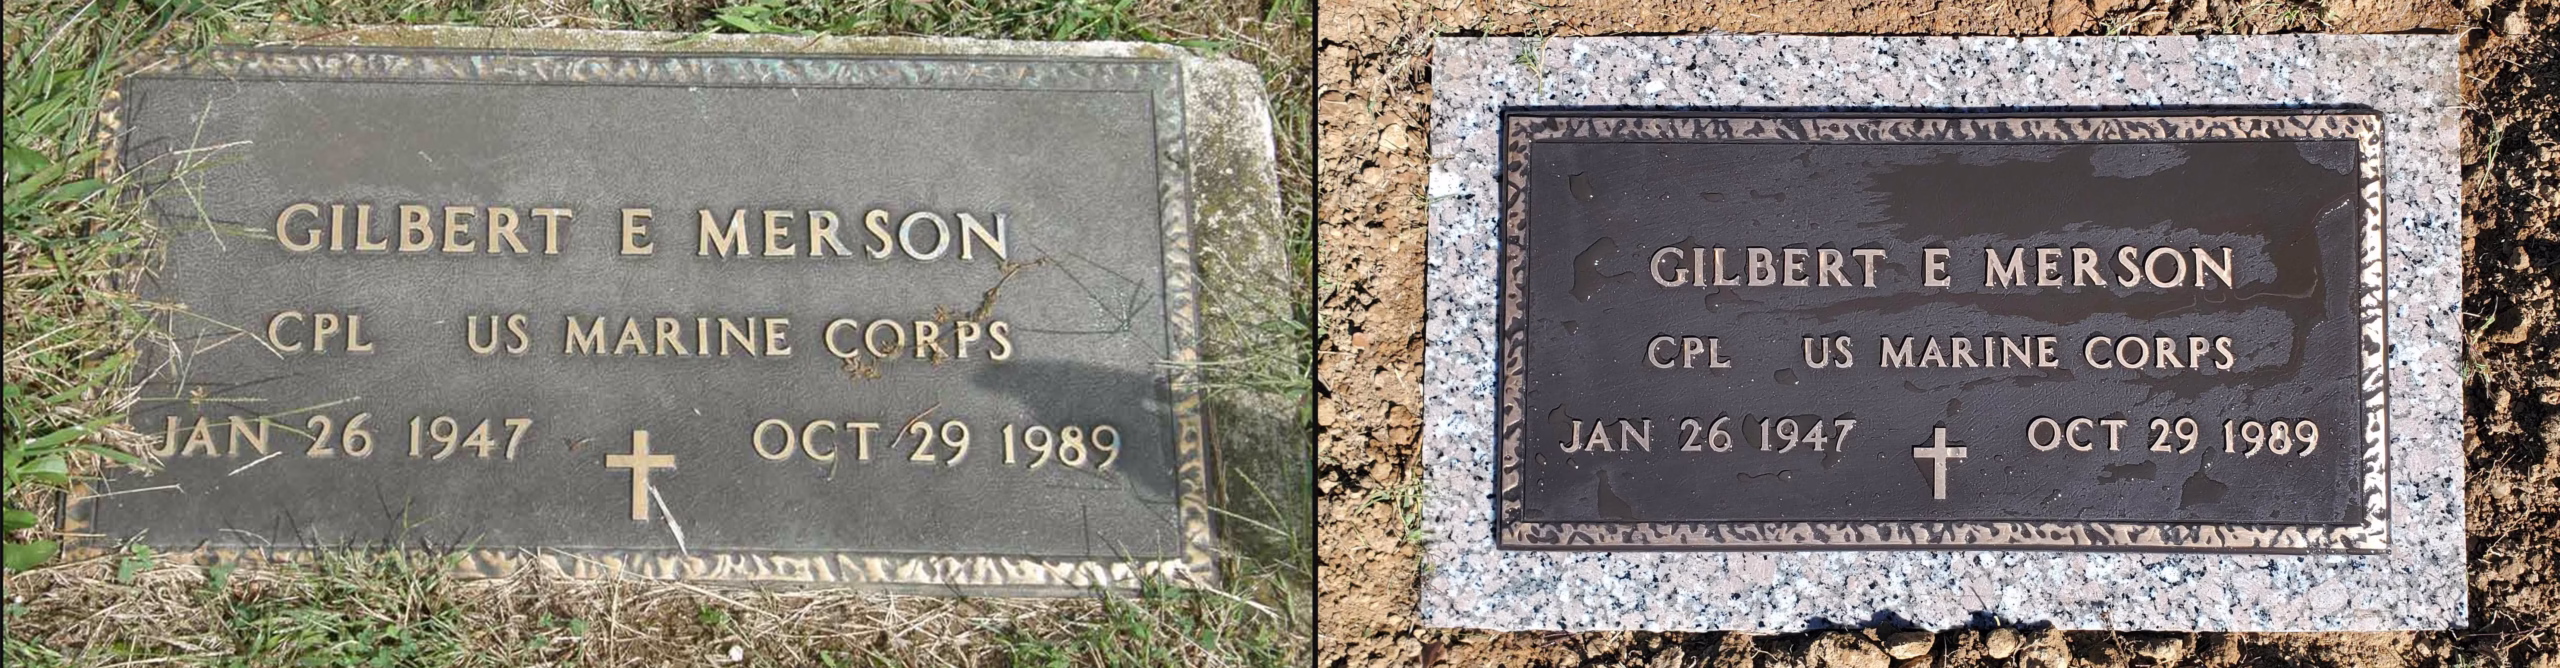 GILBERT E MERSON
CPL US MARINE CORPS
JAN 26 1947 OCT 29 1989
GILBERT E MERSON
CPL US MARINE CORPS
JAN 26 1947 OCT 29 1989